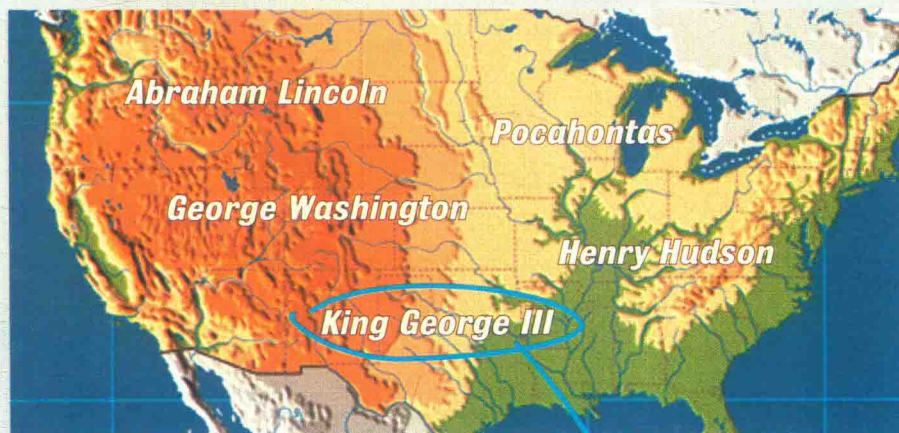 Abraham Lincoln
Pocahontas
George Washington
Henry Hudson
King George III